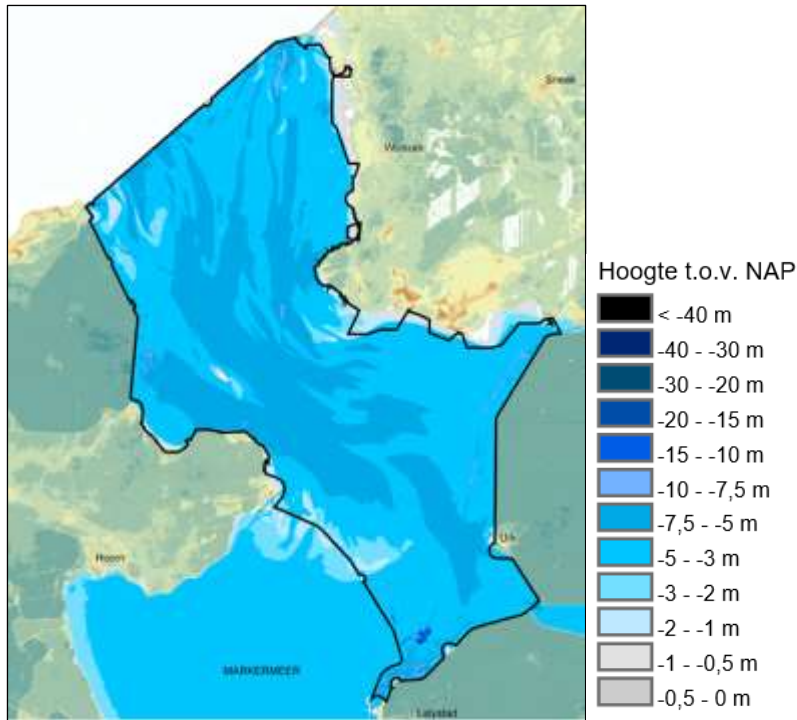 Sneek
Workum
Hoogte t.o.v. NAP
< -40 m
-40 - -30 m
-30 - -20 m
-20 - -15 m
-15 - -10 m
-10 - -7,5 m
-7,5 - -5 m
-5 - -3 m
-3 - -2 m
-2 - -1 m
-1 - -0,5 m
-0,5 - 0 m
Urk
Hoorn
MARKERMEER
Lelystad